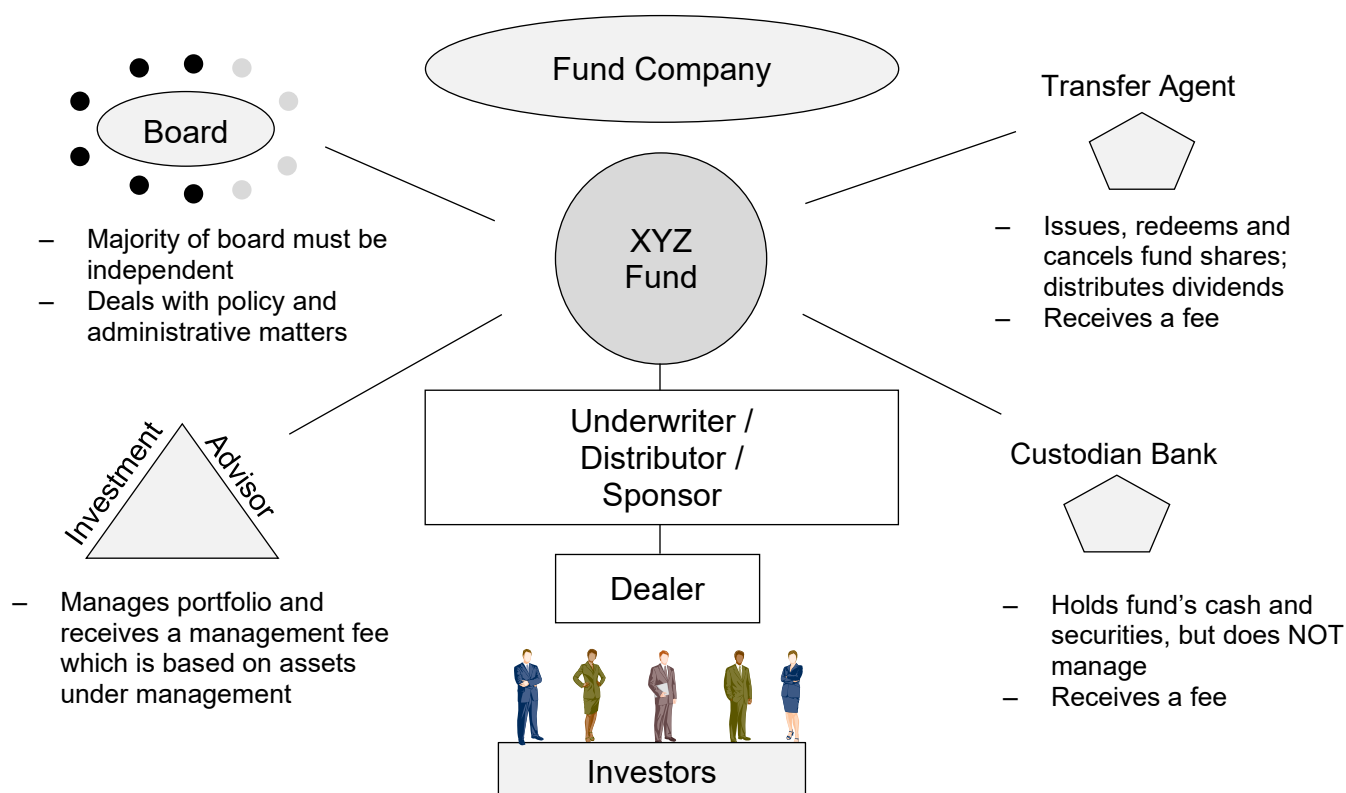 Fund Company
Board
– Majority of board must be
independent
– Deals with policy and
administrative matters
Transfer Agent
– Issues, redeems and
cancels fund shares;
distributes dividends
– Receives a fee
XYZ
Fund
Investment
Advisor
– Manages portfolio and
receives a management fee
which is based on assets
under management
Underwriter /
Distributor /
Sponsor
Dealer
Investors
Custodian Bank
– Holds fund’s cash and
securities, but does NOT
manage
– Receives a fee